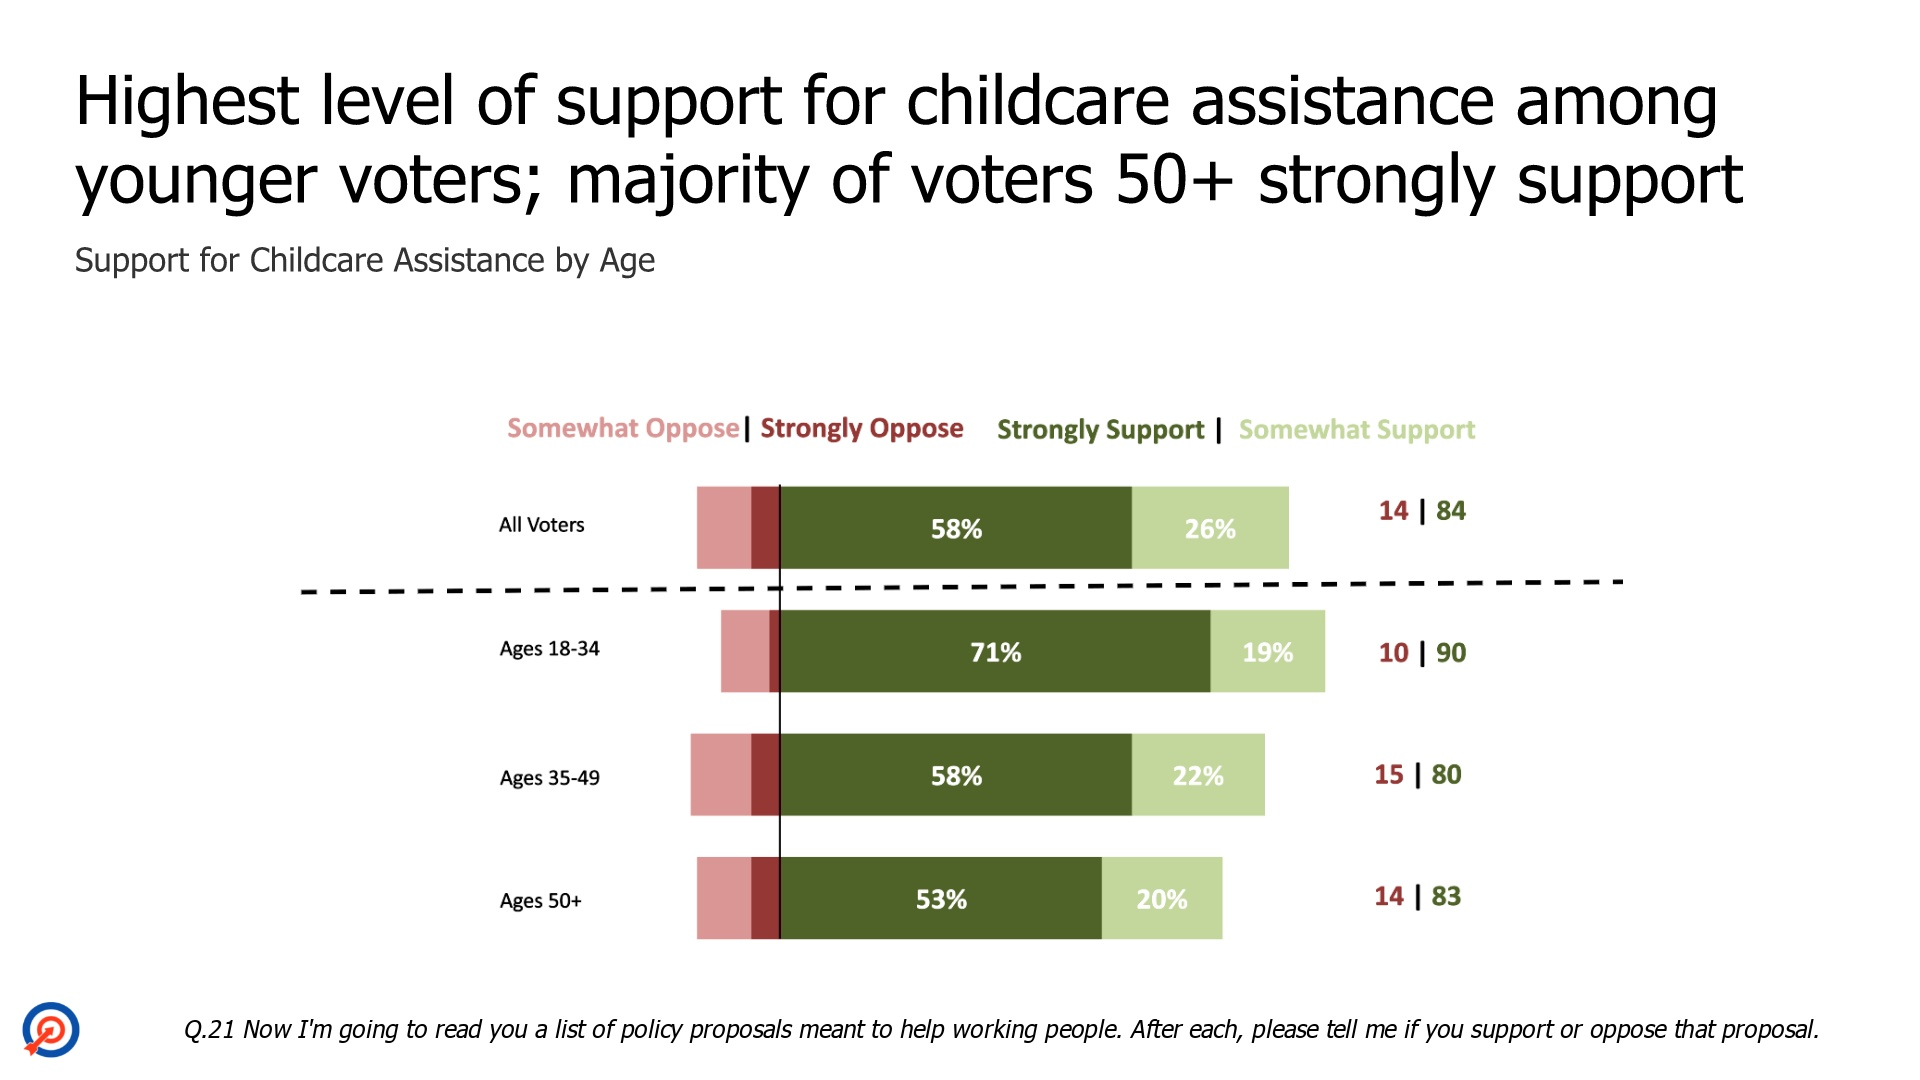 Highest level of support for childcare assistance among
younger voters; majority of voters 50+ strongly support
Support for Childcare Assistance by Age
Somewhat Oppose| Strongly Oppose Strongly Support | Somewhat Support
All Voters 58% 26% 14 | 84
Ages 18-34 71% 19% 10 | 90
Ages 35-49 58% 22% 15 | 80
Ages 50+ 53% 20% 14 | 83
Q.21 Now I'm going to read you a list of policy proposals meant to help working people. After each, please tell me if you support or oppose that proposal.